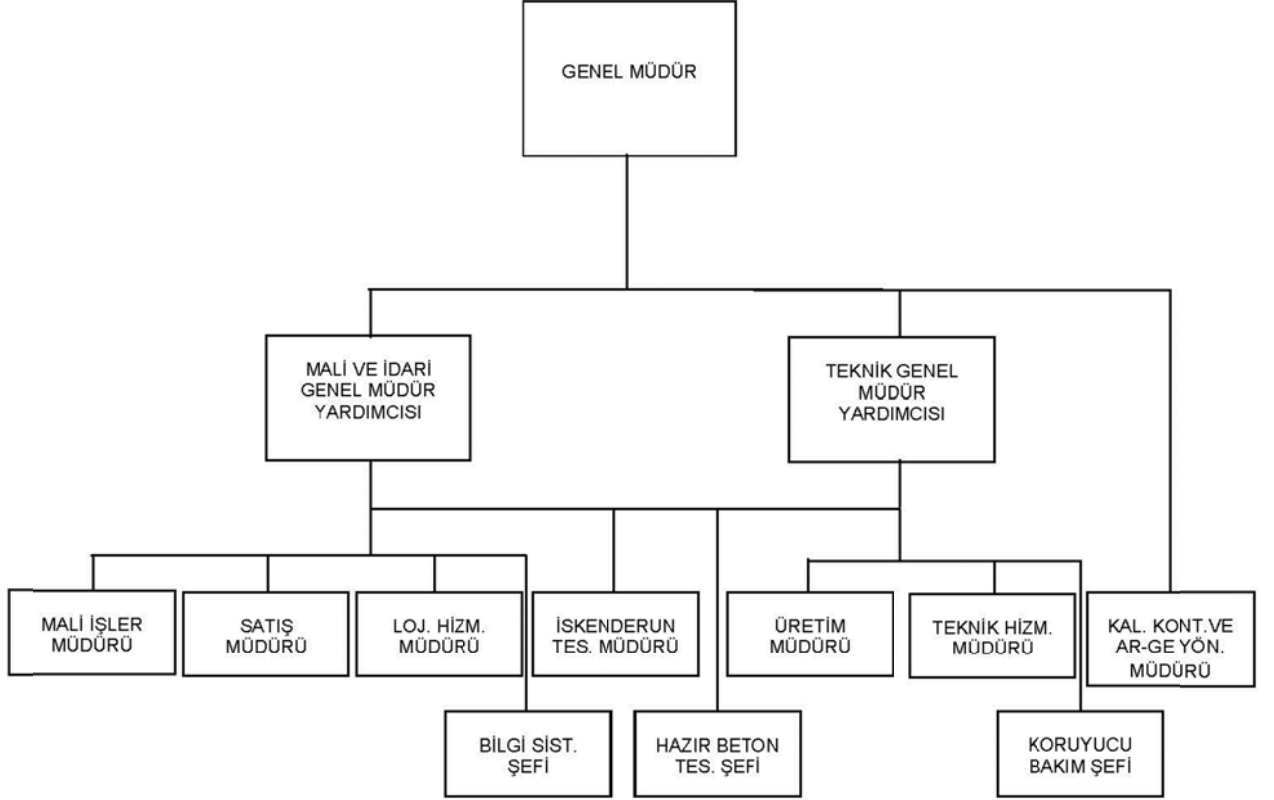 GENEL MÜDÜR
MALİ VE İDARİ
GENEL MÜDÜR
YARDIMCISI
TEKNİK GENEL
MÜDÜR
YARDIMCISI
MALİ İŞLER
MÜDÜRÜ
SATIŞ
MÜDÜRÜ
LOJ. HİZM.
MÜDÜRÜ
İSKENDERUN
TES. MÜDÜRÜ
ÜRETİM
MÜDÜRÜ
TEKNİK HİZM.
MÜDÜRÜ
KAL. KONT.VE
AR-GE YÖN.
MÜDÜRÜ
BİLGİ SİST.
ŞEFİ
HAZIR BETON
TES. ŞEFİ
KORUYUCU
BAKIM ŞEFİ